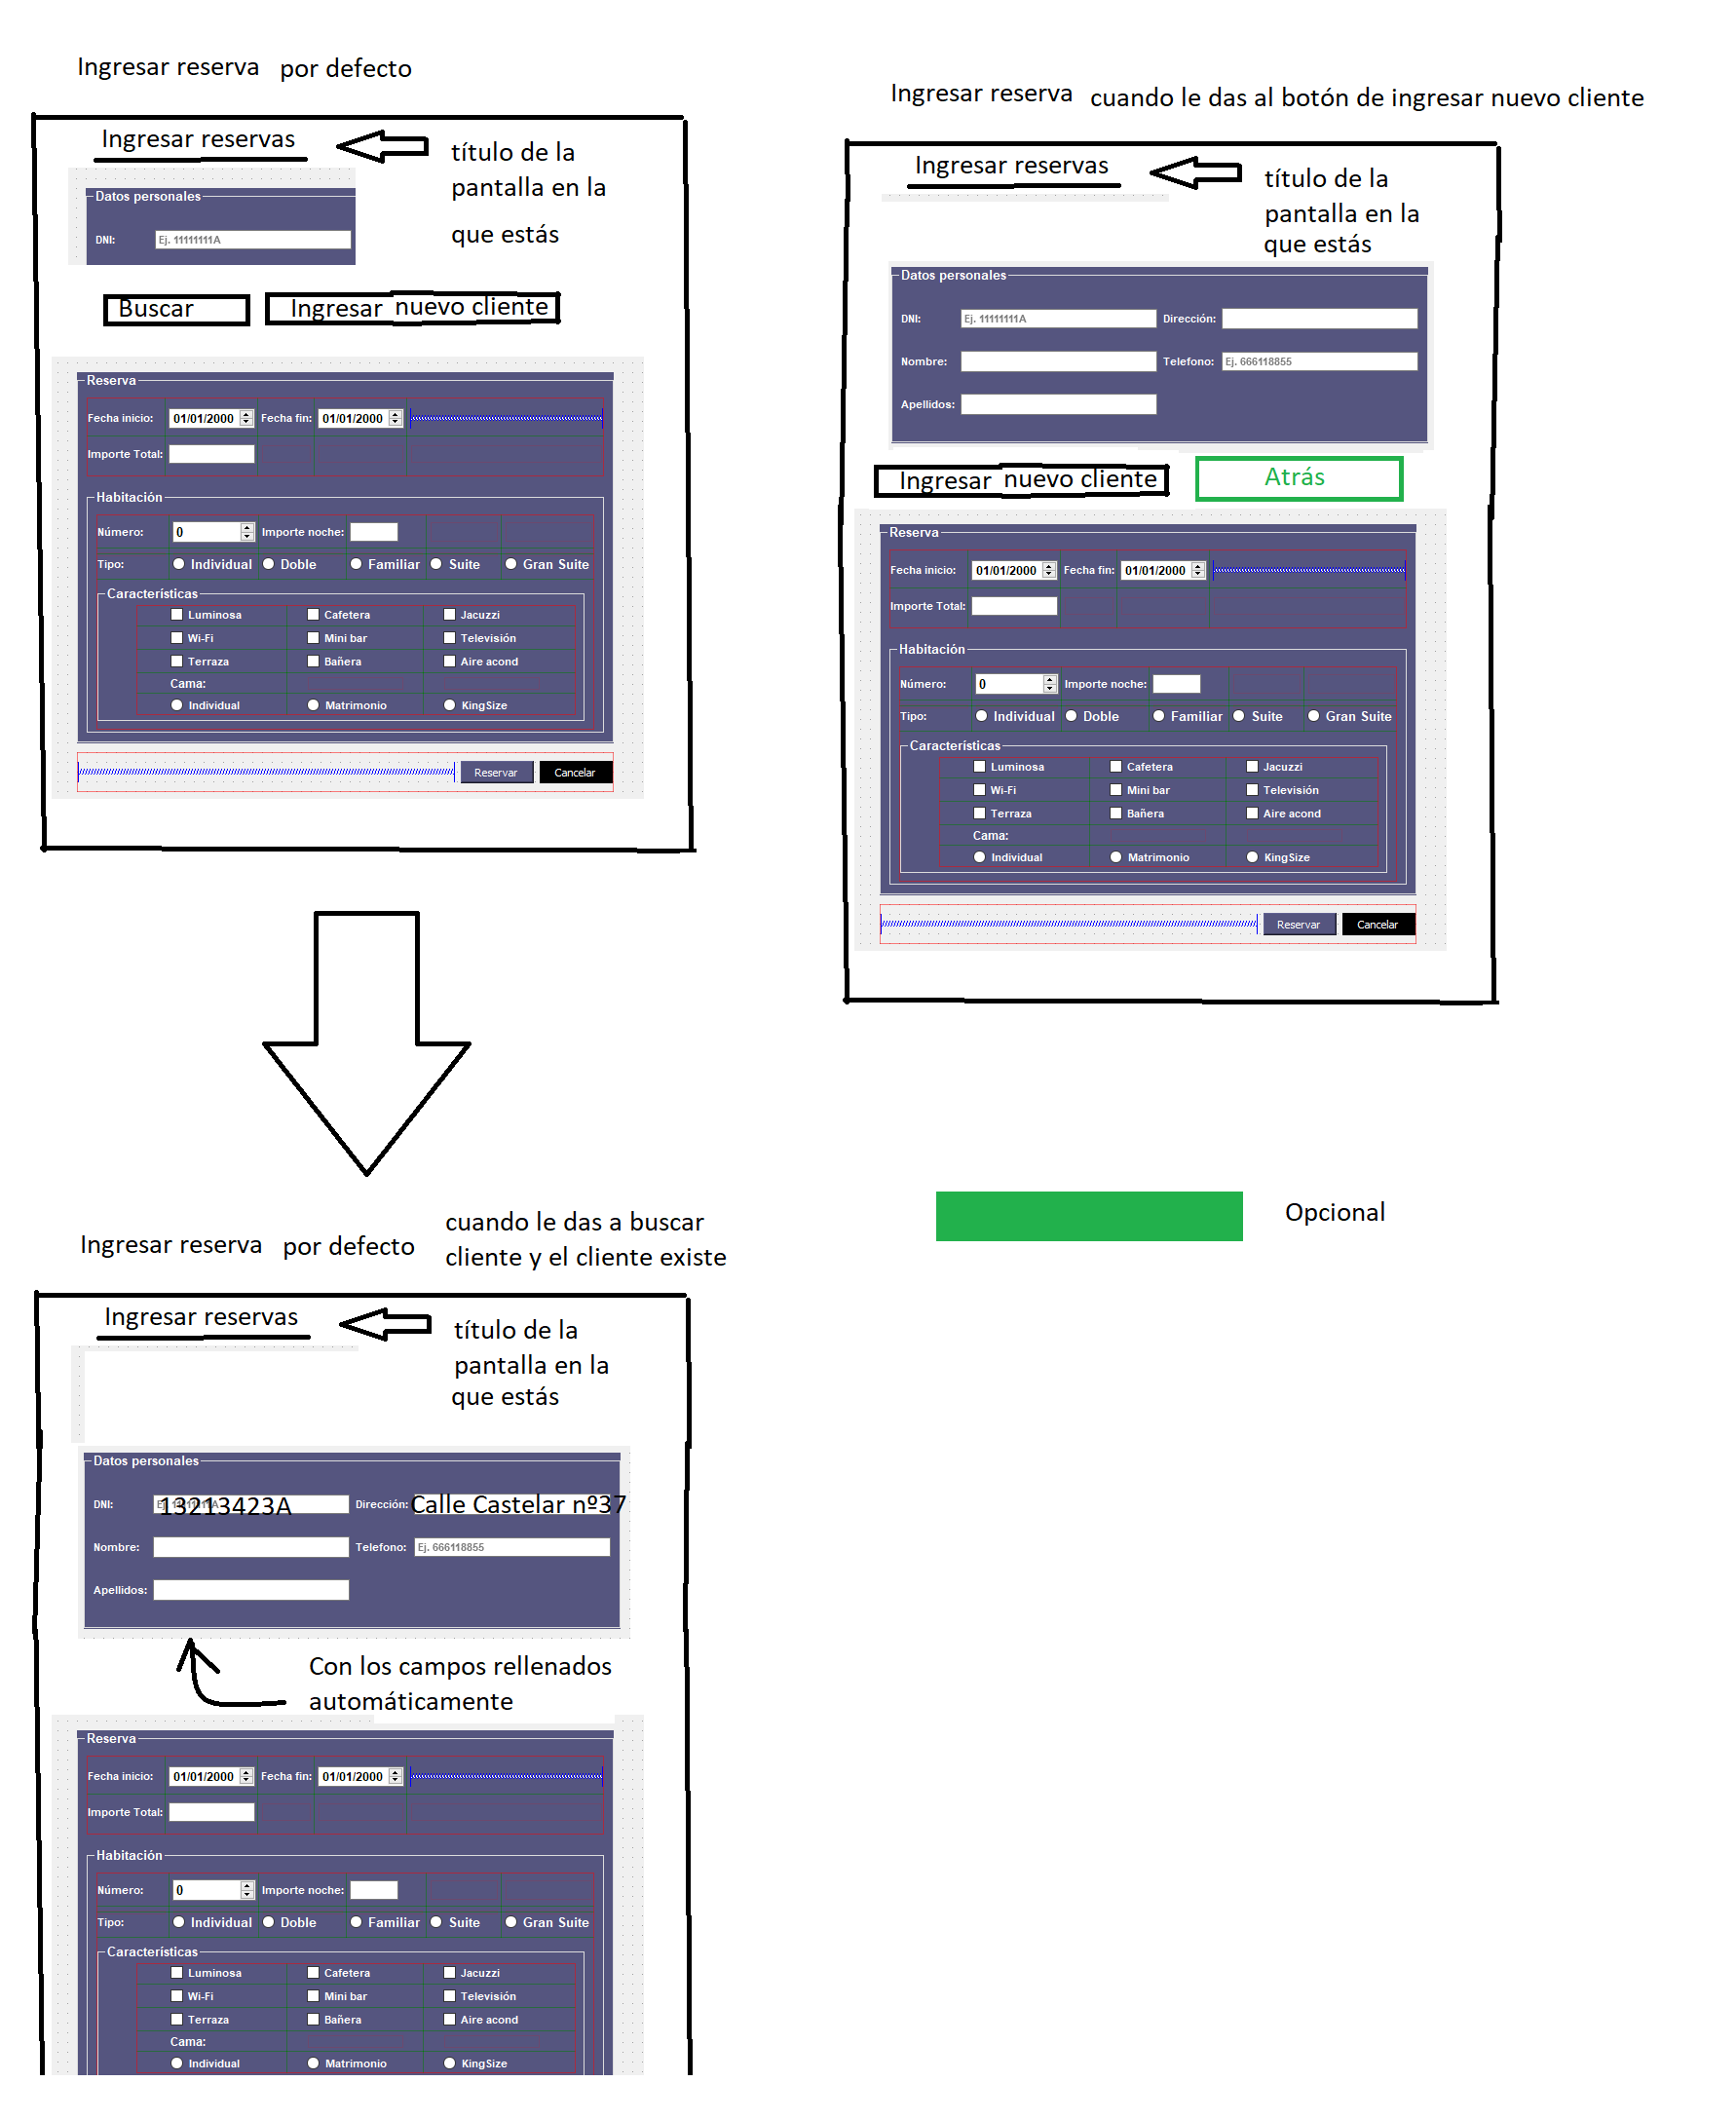 Ingresar reserva por defecto
Ingresar reservas
título de la
pantalla en la
que estás
Datos personales
DNI: Ej. 11111111A
Buscar Ingresar nuevo cliente
Reserva
Fecha inicio: 01/01/2000 Fecha fin: 01/01/2000
Importe Total:
Habitación
Número: 0 Importe noche:
Tipo: Individual Doble Familiar Suite Gran Suite
Características
Luminosa Cafetera Jacuzzi
Wi-Fi Mini bar Televisión
Terraza Bañera Aire acond
Cama:
Individual Matrimonio KingSize
Reservar Cancelar
Ingresar reserva cuando le das al botón de ingresar nuevo cliente
Ingresar reservas
título de la
pantalla en la
que estás
Datos personales
DNI: Ej. 11111111A Dirección:
Nombre: Telefono: Ej. 666118855
Apellidos:
Ingresar nuevo cliente Atrás
Reserva
Fecha inicio: 01/01/2000 Fecha fin: 01/01/2000
Importe Total:
Habitación
Número: 0 Importe noche:
Tipo: Individual Doble Familiar Suite Gran Suite
Características
Luminosa Cafetera Jacuzzi
Wi-Fi Mini bar Televisión
Terraza Bañera Aire acond
Cama:
Individual Matrimonio KingSize
Reservar Cancelar
Opcional
Ingresar reserva por defecto cuando le das a buscar
cliente y el cliente existe
Ingresar reservas
título de la
pantalla en la
que estás
Datos personales
DNI: 13213423A Dirección: Calle Castelar nº37
Nombre: Telefono: Ej. 666118855
Apellidos:
Con los campos rellenados
automáticamente
Reserva
Fecha inicio: 01/01/2000 Fecha fin: 01/01/2000
Importe Total:
Habitación
Número: 0 Importe noche:
Tipo: Individual Doble Familiar Suite Gran Suite
Características
Luminosa Cafetera Jacuzzi
Wi-Fi Mini bar Televisión
Terraza Bañera Aire acond
Cama:
Individual Matrimonio KingSize